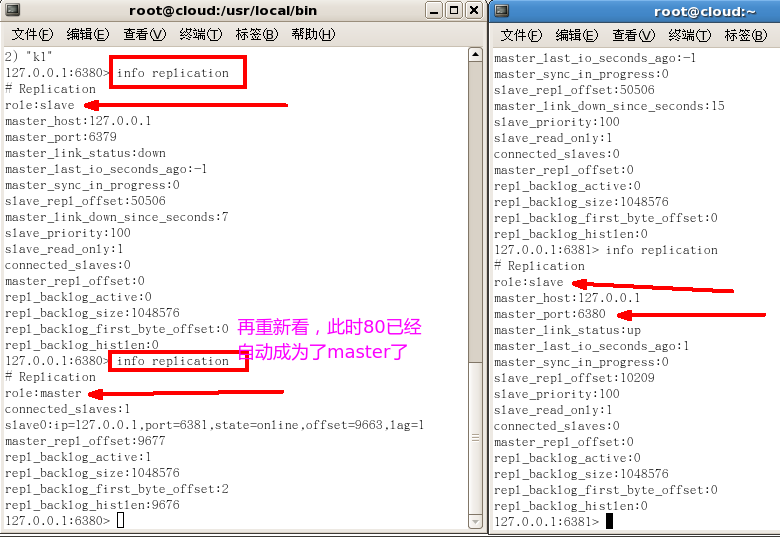 root@cloud:/usr/local/bin
文件(F) 编辑(E) 查看(V) 终端(T) 标签(B) 帮助(H)
2) "k1"
127.0.0.1:6380> info replication
# Replication
role:slave
master_host:127.0.0.1
master_port:6379
master_link_status:down
master_last_io_seconds_ago:-1
master_sync_in_progress:0
slave_repl_offset:50506
master_link_down_since_seconds:7
slave_priority:100
slave_read_only:1
connected_slaves:0
master_repl_offset:0
repl_backlog_active:0
repl_backlog_size:1048576
repl_backlog_first_byte_offset:0
repl_backlog_histlen:0
再重新看，此时80已经
自动成为了master了
127.0.0.1:6380> info replication
# Replication
role:master
connected_slaves:1
slave0:ip=127.0.0.1,port=6381,state=online,offset=9663,lag=1
master_repl_offset:9677
repl_backlog_active:1
repl_backlog_size:1048576
repl_backlog_first_byte_offset:2
repl_backlog_histlen:9676
127.0.0.1:6380>
root@cloud:~
文件(F) 编辑(E) 查看(V) 终端(T) 标签(B)
master_last_io_seconds_ago:-1
master_sync_in_progress:0
slave_repl_offset:50506
master_link_down_since_seconds:15
slave_priority:100
slave_read_only:1
connected_slaves:0
master_repl_offset:0
repl_backlog_active:0
repl_backlog_size:1048576
repl_backlog_first_byte_offset:0
repl_backlog_histlen:0
127.0.0.1:6381> info replication
# Replication
role:slave
master_host:127.0.0.1
master_port:6380
master_link_status:up
master_last_io_seconds_ago:1
master_sync_in_progress:0
slave_repl_offset:10209
slave_priority:100
slave_read_only:1
connected_slaves:0
master_repl_offset:0
repl_backlog_active:0
repl_backlog_size:1048576
repl_backlog_first_byte_offset:0
repl_backlog_histlen:0
127.0.0.1:6381>